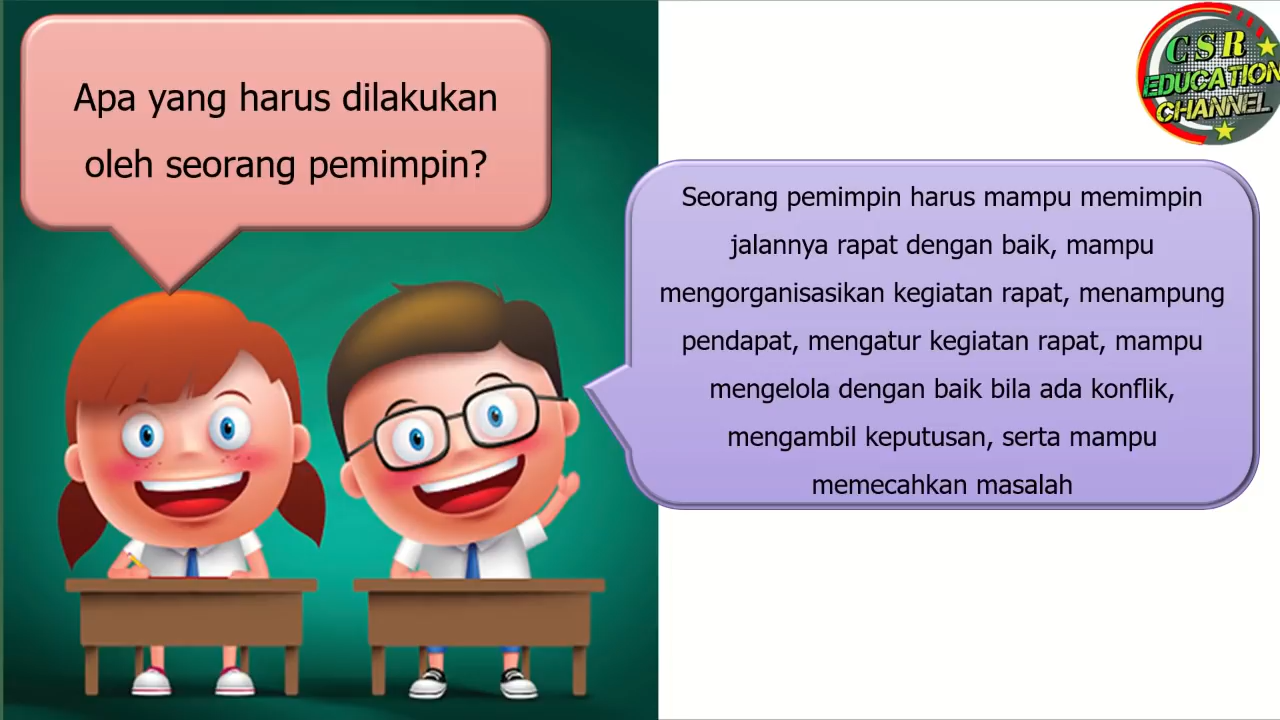 Apa yang harus dilakukan
oleh seorang pemimpin?
CSR
EDUCATION
CHANNEL
Seorang pemimpin harus mampu memimpin
jalannya rapat dengan baik, mampu
mengorganisasikan kegiatan rapat, menampung
pendapat, mengatur kegiatan rapat, mampu
mengelola dengan baik bila ada konflik,
mengambil keputusan, serta mampu
memecahkan masalah